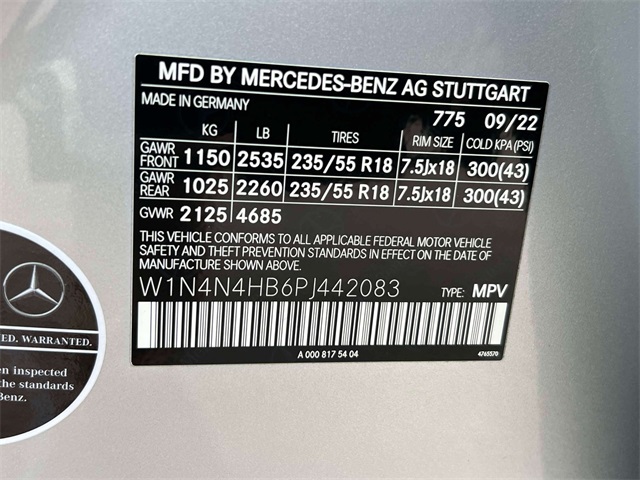 MFD BY MERCEDES-BENZ AG STUTTGART
MADE IN GERMANY 775 09/22
KG LB TIRES RIM SIZE COLD KPA (PSI)
GAWR FRONT 1150 2535 235/55 R18 7.5Jx18 300(43)
GAWR REAR 1025 2260 235/55 R18 7.5Jx18 300(43)
GVWR 2125 4685
THIS VEHICLE CONFORMS TO ALL APPLICABLE FEDERAL MOTOR VEHICLE
SAFETY AND THEFT PREVENTION STANDARDS IN EFFECT ON THE DATE
OF MANUFACTURE SHOWN ABOVE.
W1N4N4HB6PJ442083 TYPE: MPV
A 000 817 54 04 4765570
ED. WARRANTED.
en inspected
the standards
Benz.